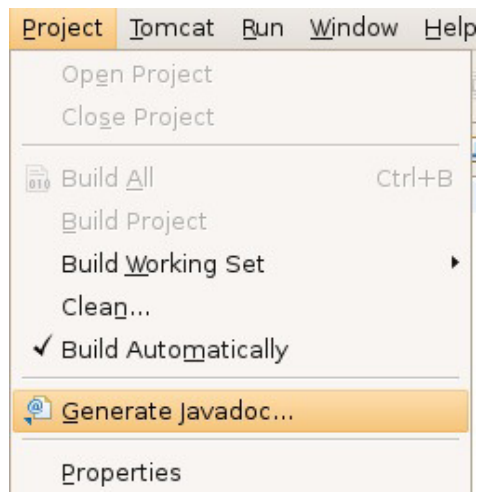 Project Tomcat Run Window Help
Open Project
Close Project
Build All Ctrl+B
Build Project
Build Working Set
Clean...
Build Automatically
Generate Javadoc...
Properties